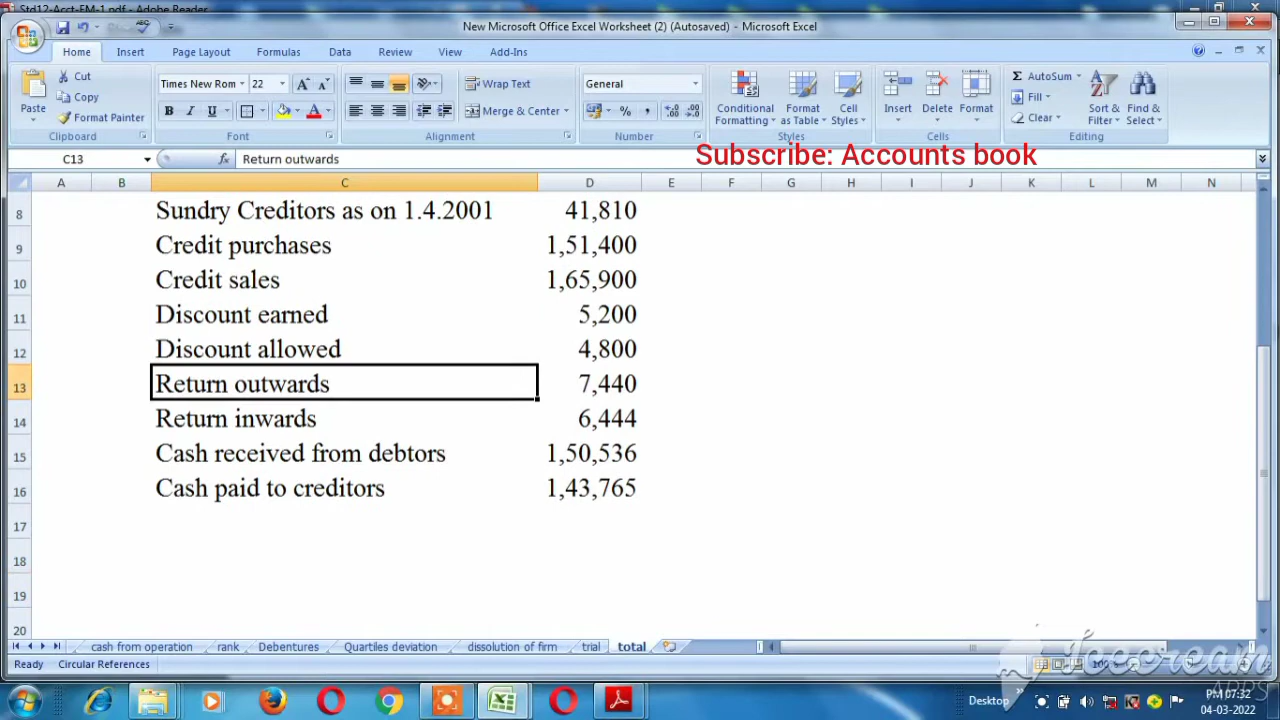 Std12-Acct-EM-1.pdf - Adobe Reader
New Microsoft Office Excel Worksheet (2) (Autosaved) - Microsoft Excel
Home Insert Page Layout Formulas Data Review View Add-Ins
Paste Cut Copy Format Painter Clipboard
Times New Rom 22 B I U A Font
Wrap Text Merge & Center Alignment
General % , Number
Conditional Formatting Format as Table Cell Styles Styles
Insert Delete Format Cells
Σ AutoSum Fill Clear Sort & Filter Find & Select Editing
Subscribe: Accounts book
C13 fx Return outwards
A B C D E F G H I J K L M N
8 Sundry Creditors as on 1.4.2001 41,810
9 Credit purchases 1,51,400
10 Credit sales 1,65,900
11 Discount earned 5,200
12 Discount allowed 4,800
13 Return outwards 7,440
14 Return inwards 6,444
15 Cash received from debtors 1,50,536
16 Cash paid to creditors 1,43,765
17
18
19
20
cash from operation rank Debentures Quartiles deviation dissolution of firm trial total
Ready Circular References 100%
Icecream
APPS
Desktop » PM 07:32
04-03-2022